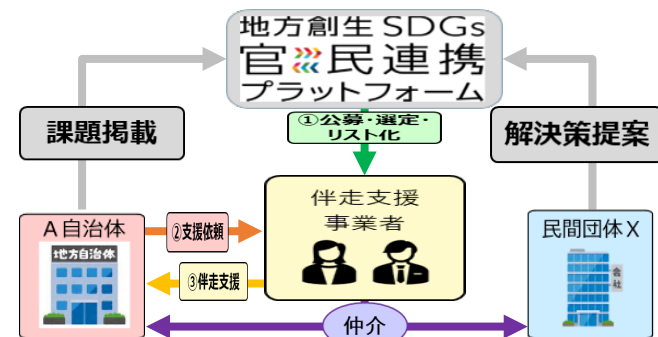 地方創生SDGs
官民連携
プラットフォーム
①公募・選定・
リスト化
課題掲載
解決策提案
伴走支援
事業者
A自治体
地方自治体
②支援依頼
③伴走支援
民間団体X
会社
仲介